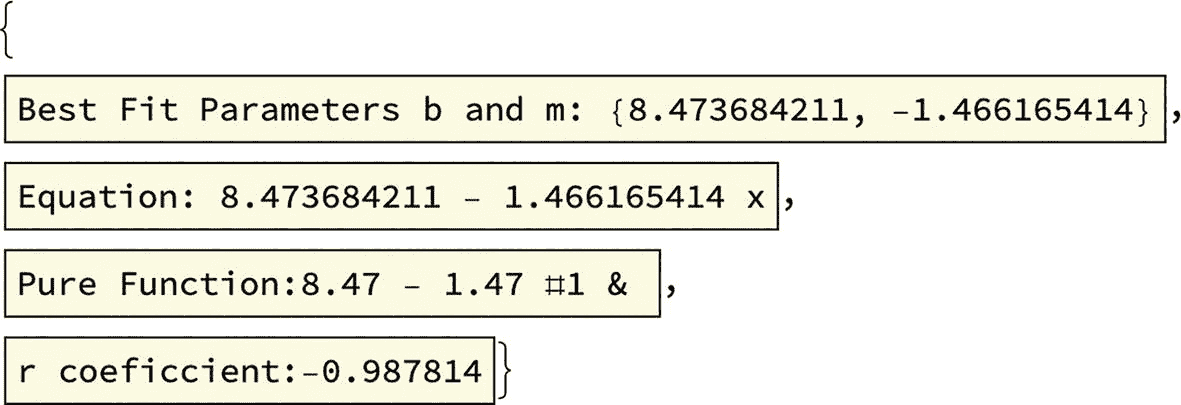 {
Best Fit Parameters b and m: {8.473684211, -1.466165414},
Equation: 8.473684211 - 1.466165414 x,
Pure Function:8.47 - 1.47 #1 & ,
r coeficcient:-0.987814}